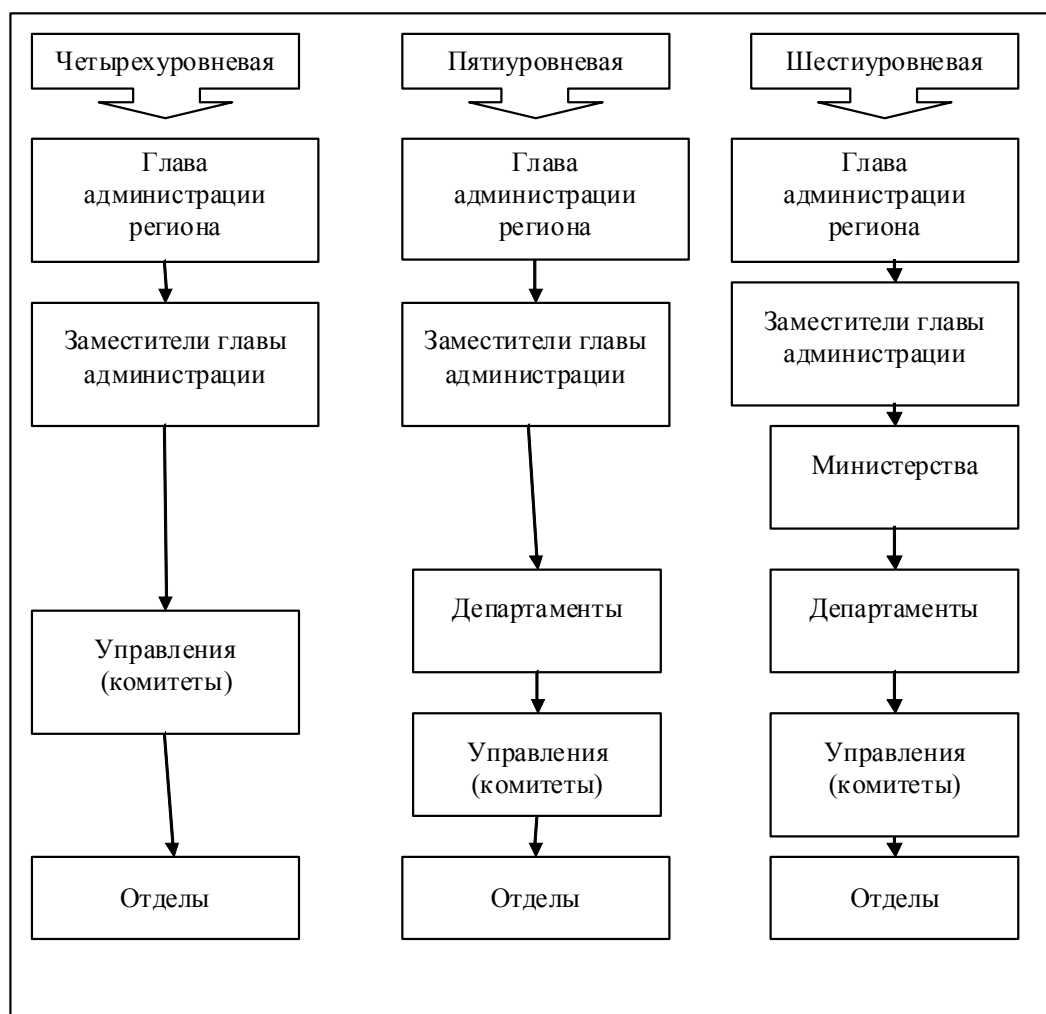 Четырехуровневая
Глава
администрации
региона
Заместители главы
администрации
Управления
(комитеты)
Отделы
Пятиуровневая
Глава
администрации
региона
Заместители главы
администрации
Департаменты
Управления
(комитеты)
Отделы
Шестиуровневая
Глава
администрации
региона
Заместители главы
администрации
Министерства
Департаменты
Управления
(комитеты)
Отделы